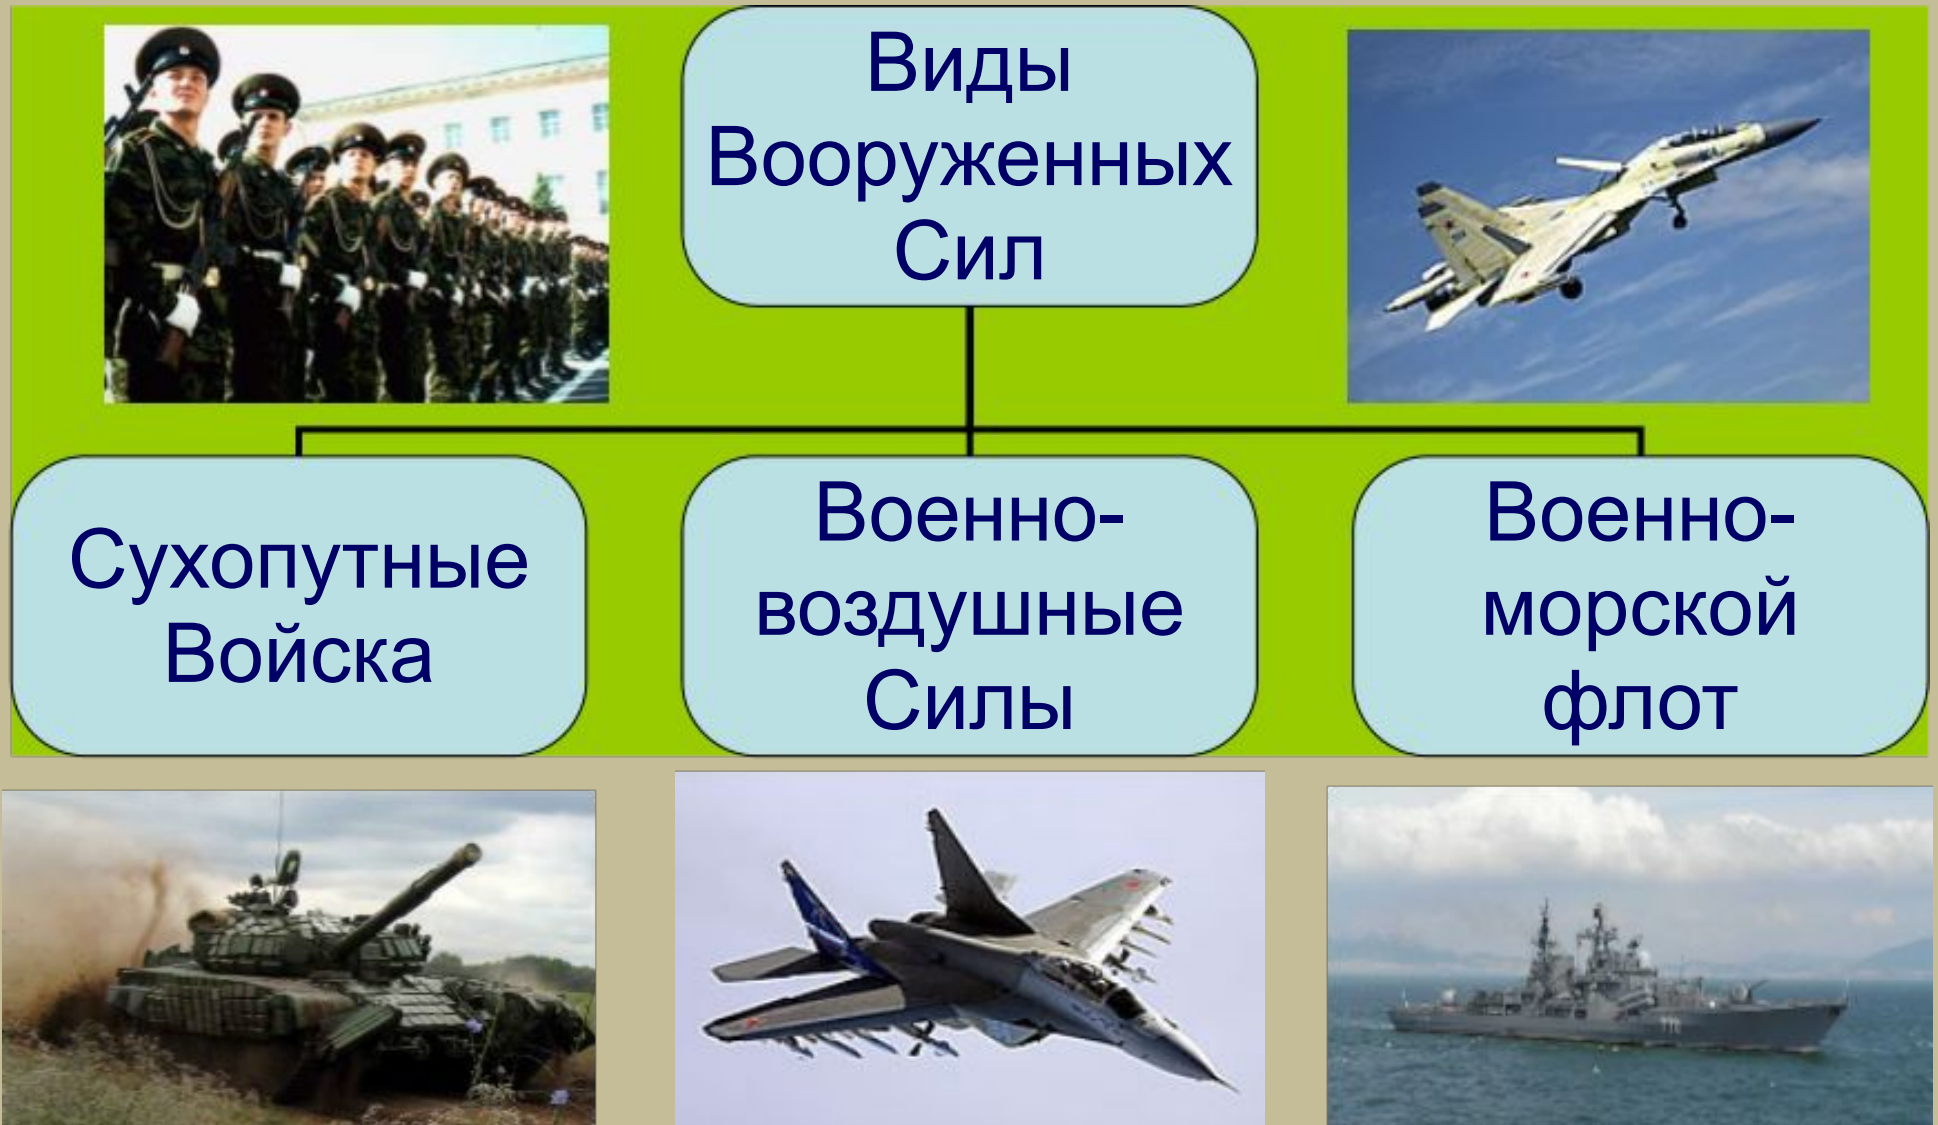 Виды
Вооруженных
Сил
Сухопутные
Войска
Военно-
воздушные
Силы
Военно-
морской
флот